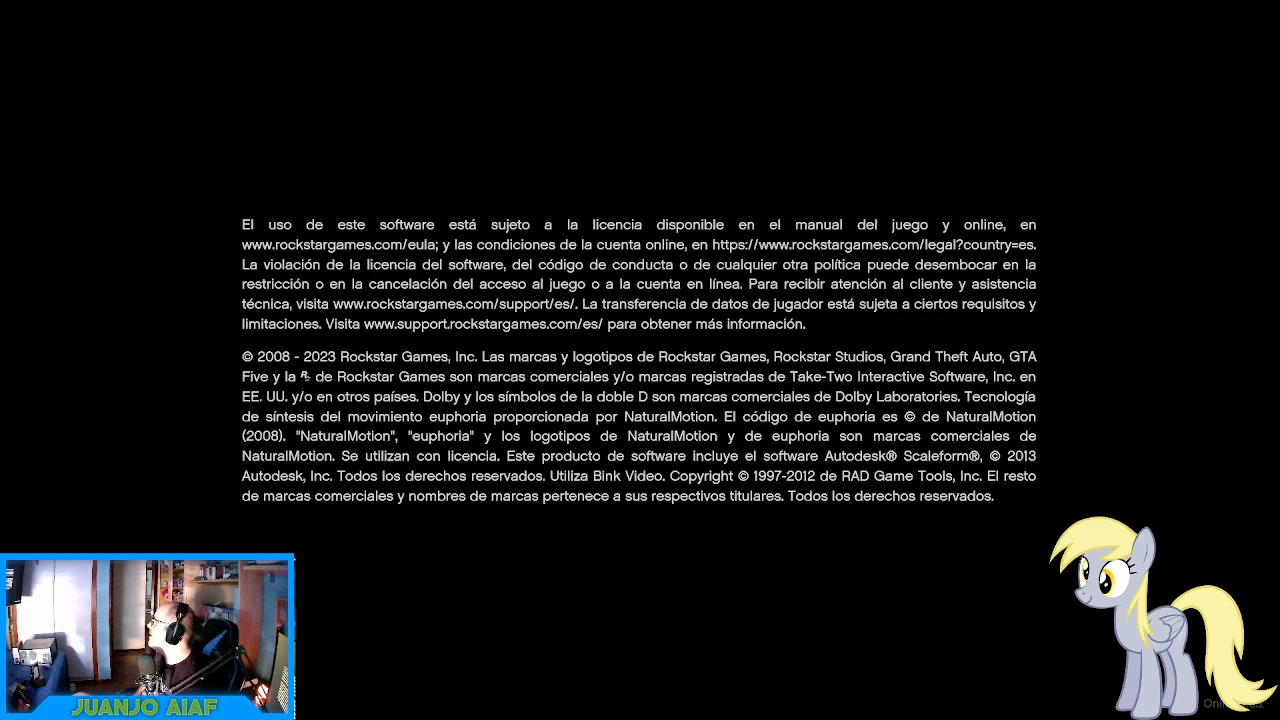 El uso de este software está sujeto a la licencia disponible en el manual del juego y online, en
www.rockstargames.com/eula; y las condiciones de la cuenta online, en https://www.rockstargames.com/legal?country=es.
La violación de la licencia del software, del código de conducta o de cualquier otra política puede desembocar en la
restricción o en la cancelación del acceso al juego o a la cuenta en línea. Para recibir atención al cliente y asistencia
técnica, visita www.rockstargames.com/support/es/. La transferencia de datos de jugador está sujeta a ciertos requisitos y
limitaciones. Visita www.support.rockstargames.com/es/ para obtener más información.
© 2008 - 2023 Rockstar Games, Inc. Las marcas y logotipos de Rockstar Games, Rockstar Studios, Grand Theft Auto, GTA
Five y la de Rockstar Games son marcas comerciales y/o marcas registradas de Take-Two Interactive Software, Inc. en
EE. UU. y/o en otros países. Dolby y los símbolos de la doble D son marcas comerciales de Dolby Laboratories. Tecnología
de síntesis del movimiento euphoria proporcionada por NaturalMotion. El código de euphoria es © de NaturalMotion
(2008). "NaturalMotion", "euphoria" y los logotipos de NaturalMotion y de euphoria son marcas comerciales de
NaturalMotion. Se utilizan con licencia. Este producto de software incluye el software Autodesk® Scaleform®, © 2013
Autodesk, Inc. Todos los derechos reservados. Utiliza Bink Video. Copyright © 1997-2012 de RAD Game Tools, Inc. El resto
de marcas comerciales y nombres de marcas pertenece a sus respectivos titulares. Todos los derechos reservados.
JUANJO AIAF